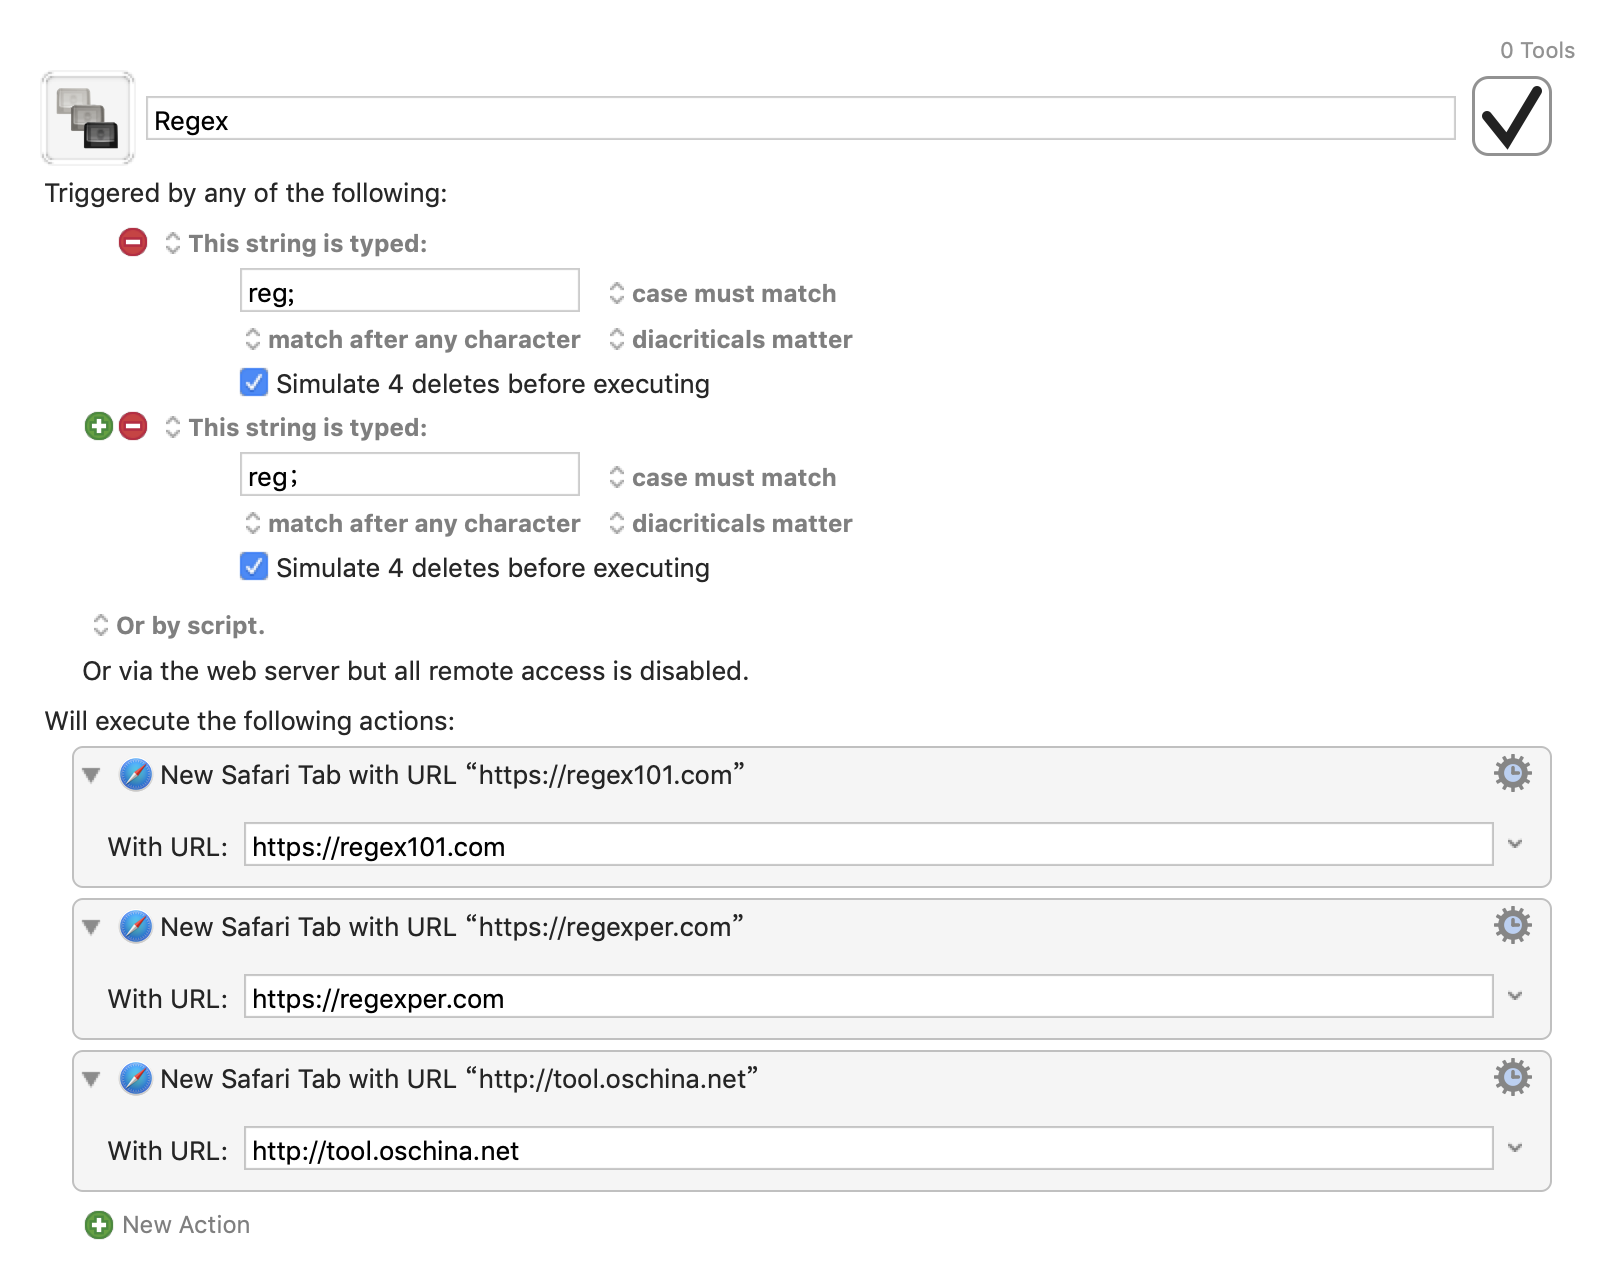 0 Tools
Regex
Triggered by any of the following:
This string is typed:
reg;
case must match
match after any character
diacriticals matter
Simulate 4 deletes before executing
This string is typed:
reg；
case must match
match after any character
diacriticals matter
Simulate 4 deletes before executing
Or by script.
Or via the web server but all remote access is disabled.
Will execute the following actions:
New Safari Tab with URL “https://regex101.com”
With URL: https://regex101.com
New Safari Tab with URL “https://regexper.com”
With URL: https://regexper.com
New Safari Tab with URL “http://tool.oschina.net”
With URL: http://tool.oschina.net
New Action